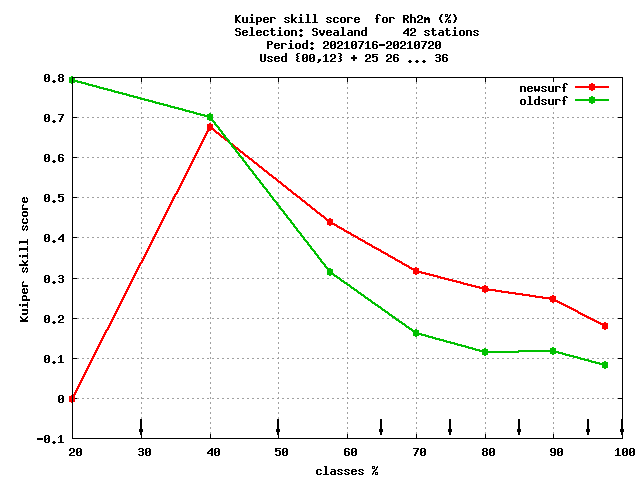 Kuiper skill score for Rh2m (%)
Selection: Svealand 42 stations
Period: 20210716-20210720
Used {00,12} + 25 26 ... 36
newsurf
oldsurf
0.8
0.7
0.6
0.5
0.4
0.3
0.2
0.1
0
-0.1
Kuiper skill score
20 30 40 50 60 70 80 90 100
classes %